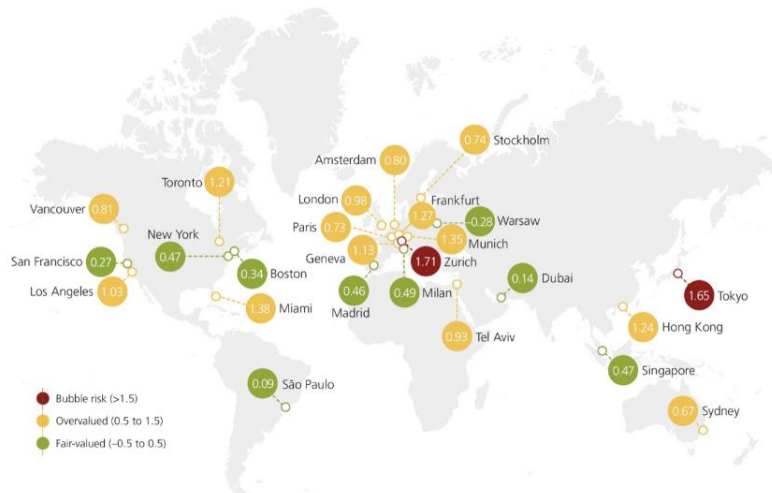 0.74
Stockholm
Amsterdam 0.80
Toronto 1.21
London 0.98
Frankfurt
1.27
Vancouver 0.81
Paris 0.73
-0.28 Warsaw
New York
0.47
1.35 Munich
Geneva 1.13
San Francisco 0.27
0.34 Boston
1.71 Zurich
0.14 Dubai
Los Angeles 1.03
0.46
Madrid
0.49 Milan
1.65 Tokyo
1.38 Miami
0.93 Tel Aviv
1.24 Hong Kong
0.47 Singapore
0.09 São Paulo
0.67 Sydney
Bubble risk (>1.5)
Overvalued (0.5 to 1.5)
Fair-valued (–0.5 to 0.5)